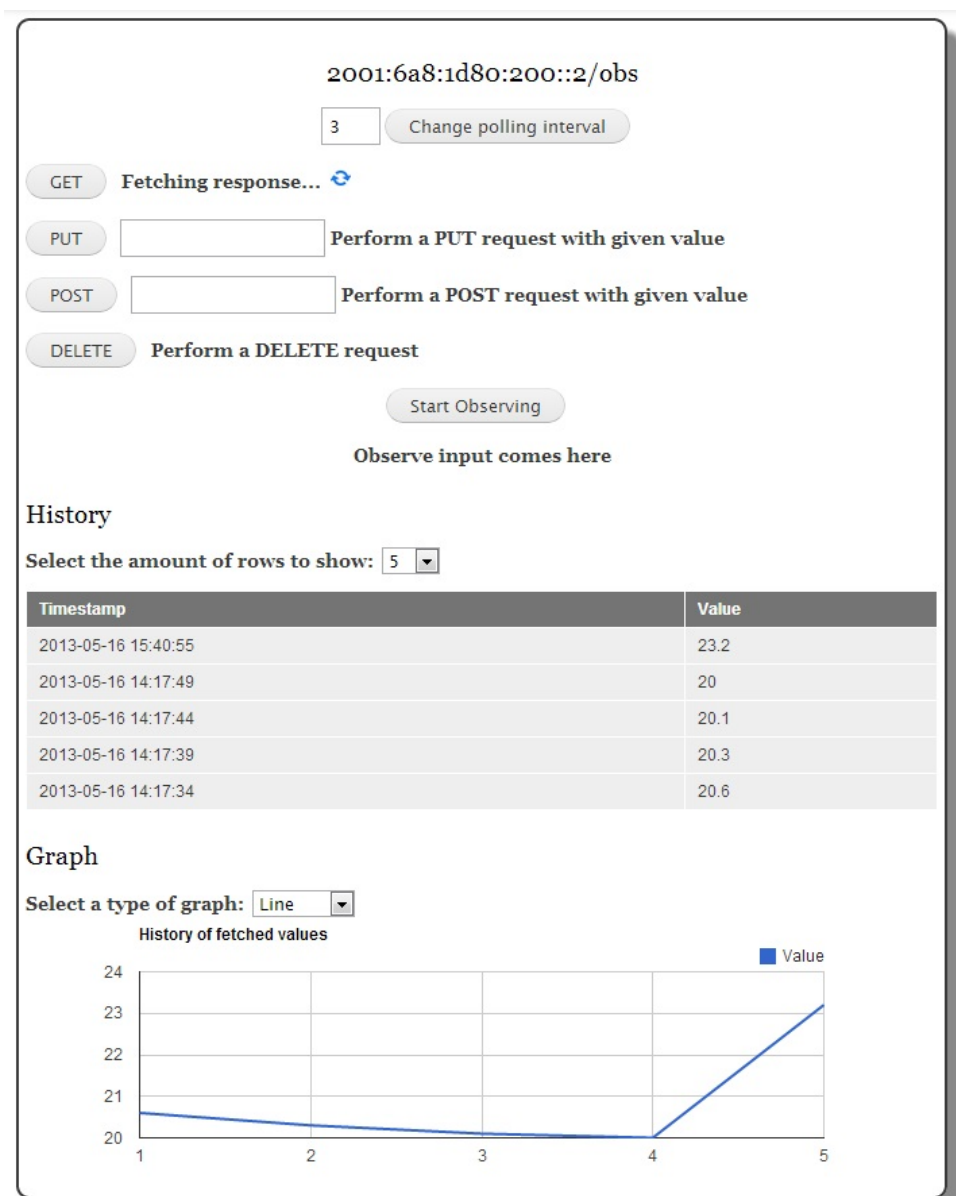 2001:6a8:1d80:200::2/obs
3 Change polling interval
GET Fetching response...
PUT Perform a PUT request with given value
POST Perform a POST request with given value
DELETE Perform a DELETE request
Start Observing
Observe input comes here
History
Select the amount of rows to show: 5
Timestamp Value
2013-05-16 15:40:55 23.2
2013-05-16 14:17:49 20
2013-05-16 14:17:44 20.1
2013-05-16 14:17:39 20.3
2013-05-16 14:17:34 20.6
Graph
Select a type of graph: Line
History of fetched values
Value
24
23
22
21
20
1 2 3 4 5